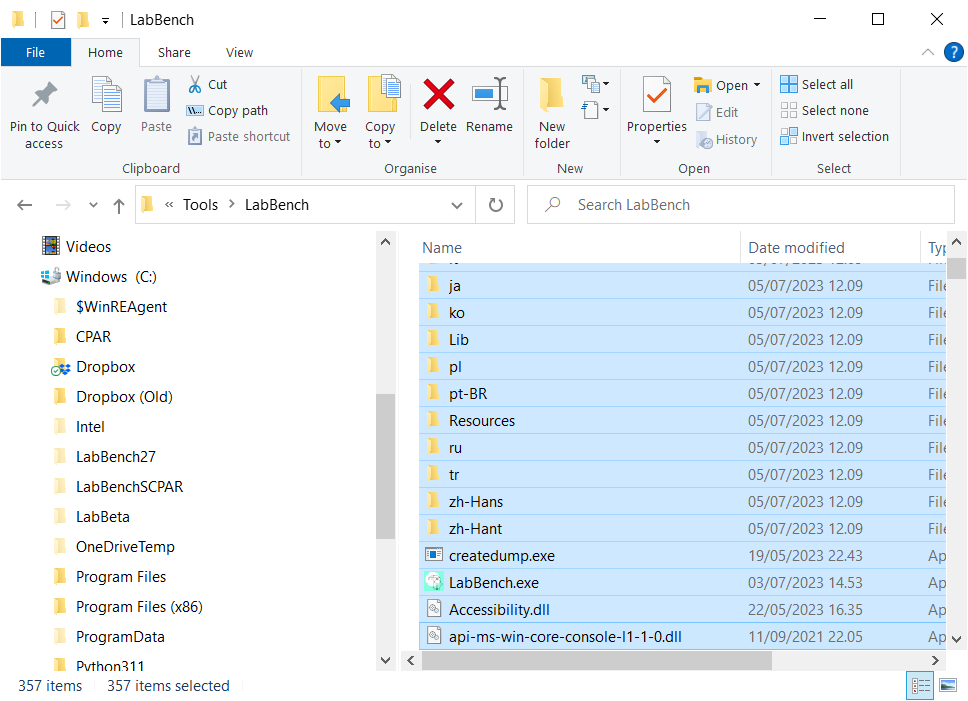 LabBench
File Home Share View
Pin to Quick access
Copy
Paste
Cut
Copy path
Paste shortcut
Clipboard
Move to
Copy to
Delete
Rename
Organise
New folder
New
Properties
Open
Edit
History
Open
Select all
Select none
Invert selection
Select
« Tools > LabBench
Search LabBench
Videos
Windows (C:)
$WinREAgent
CPAR
Dropbox
Dropbox (Old)
Intel
LabBench27
LabBenchSCPAR
LabBeta
OneDriveTemp
Program Files
Program Files (x86)
ProgramData
Python311
Name Date modified Typ
ja 05/07/2023 12.09 File
ko 05/07/2023 12.09 File
Lib 05/07/2023 12.09 File
pl 05/07/2023 12.09 File
pt-BR 05/07/2023 12.09 File
Resources 05/07/2023 12.09 File
ru 05/07/2023 12.09 File
tr 05/07/2023 12.09 File
zh-Hans 05/07/2023 12.09 File
zh-Hant 05/07/2023 12.09 File
createdump.exe 19/05/2023 22.43 Ap
LabBench.exe 03/07/2023 14.53 Ap
Accessibility.dll 22/05/2023 16.35 Ap
api-ms-win-core-console-l1-1-0.dll 11/09/2021 22.05 Ap
357 items 357 items selected